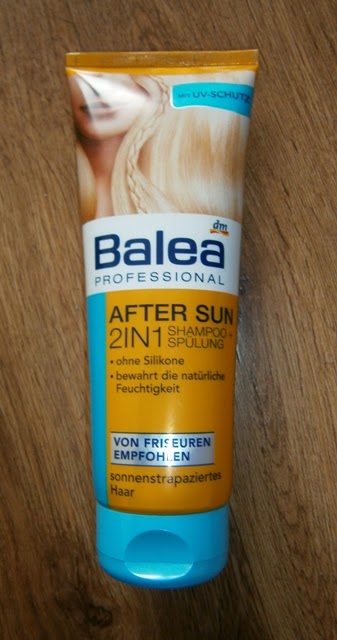 UV-SCHUTZ
dm
Balea
PROFESSIONAL
AFTER SUN
2IN1 SHAMPOO +
SPÜLUNG
• ohne Silikone
• bewahrt die natürliche
Feuchtigkeit
VON FRISEUREN
EMPFOHLEN
sonnenstrapaziertes
Haar